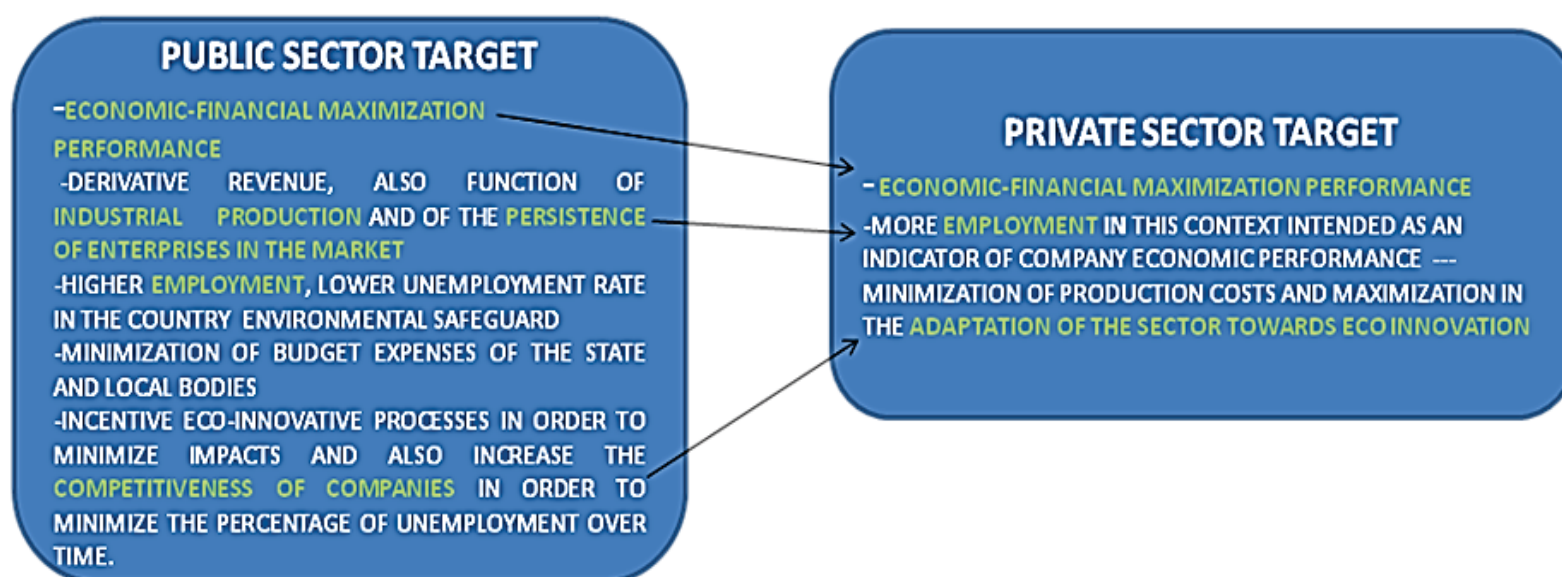 PUBLIC SECTOR TARGET
-ECONOMIC-FINANCIAL MAXIMIZATION
PERFORMANCE
-DERIVATIVE REVENUE, ALSO FUNCTION OF
INDUSTRIAL PRODUCTION AND OF THE PERSISTENCE
OF ENTERPRISES IN THE MARKET
-HIGHER EMPLOYMENT, LOWER UNEMPLOYMENT RATE
IN THE COUNTRY ENVIRONMENTAL SAFEGUARD
-MINIMIZATION OF BUDGET EXPENSES OF THE STATE
AND LOCAL BODIES
-INCENTIVE ECO-INNOVATIVE PROCESSES IN ORDER TO
MINIMIZE IMPACTS AND ALSO INCREASE THE
COMPETITIVENESS OF COMPANIES IN ORDER TO
MINIMIZE THE PERCENTAGE OF UNEMPLOYMENT OVER
TIME.
PRIVATE SECTOR TARGET
- ECONOMIC-FINANCIAL MAXIMIZATION PERFORMANCE
-MORE EMPLOYMENT IN THIS CONTEXT INTENDED AS AN
INDICATOR OF COMPANY ECONOMIC PERFORMANCE ---
MINIMIZATION OF PRODUCTION COSTS AND MAXIMIZATION IN
THE ADAPTATION OF THE SECTOR TOWARDS ECO INNOVATION